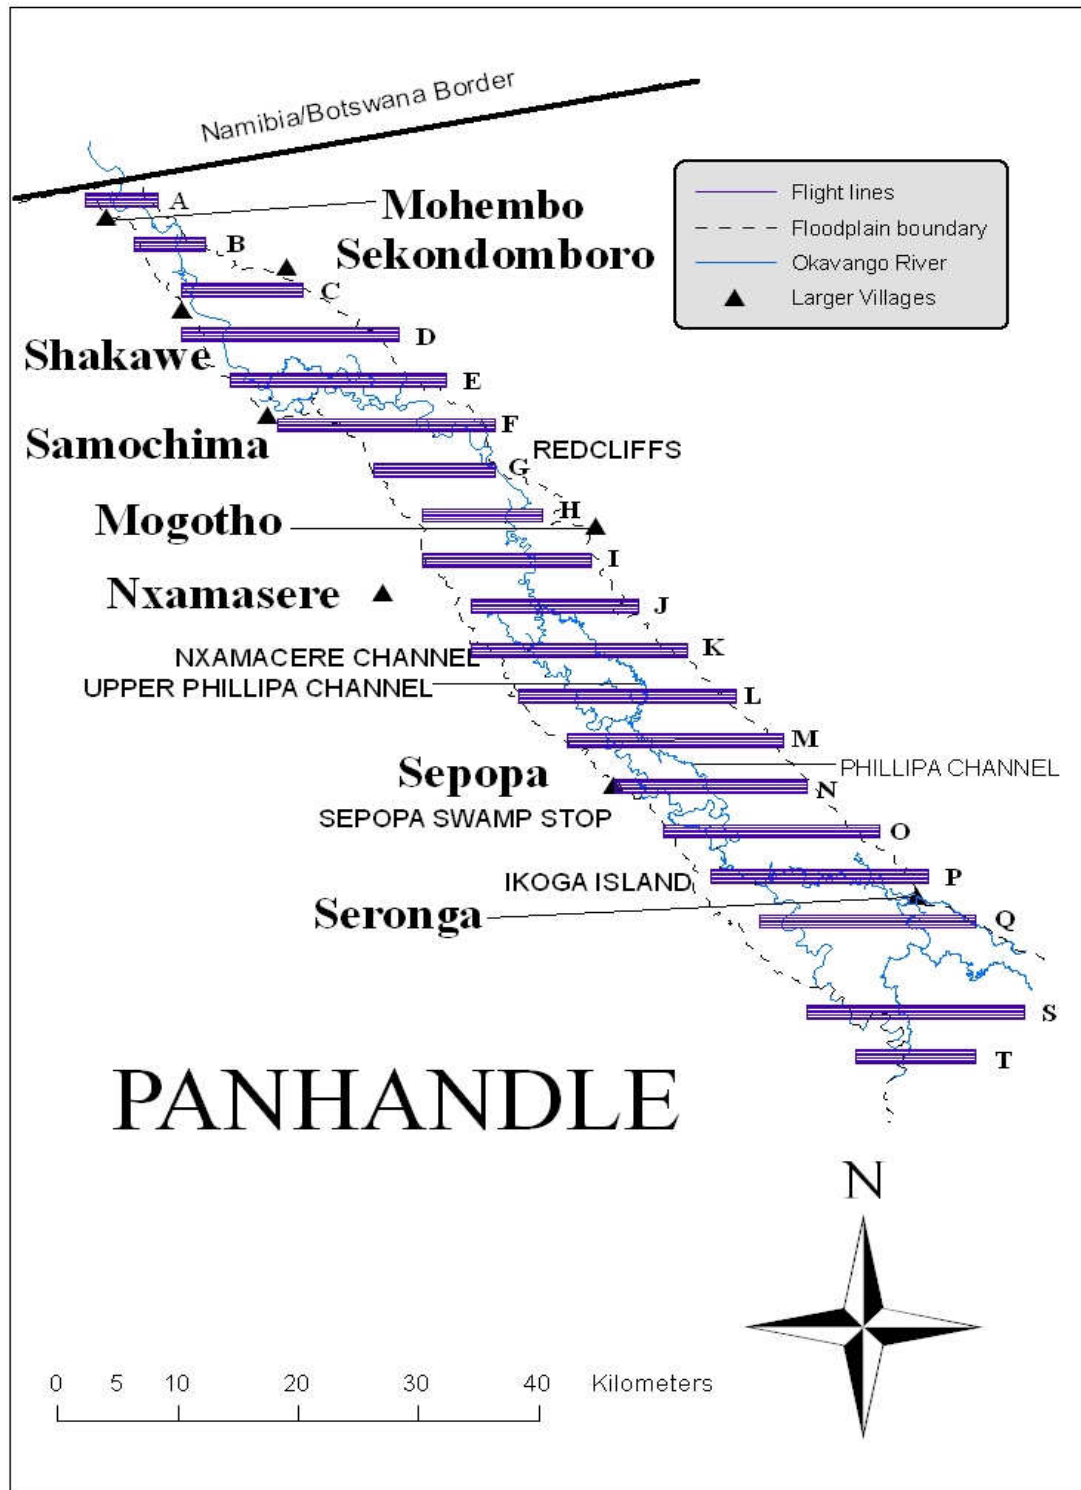 Namibia/Botswana Border
Flight lines
Floodplain boundary
Okavango River
Larger Villages
A
Mohembo
B
Sekondomboro
C
D
Shakawe
E
F
Samochima
REDCLIFFS
G
H
Mogotho
I
Nxamasere
J
K
NXAMACERE CHANNEL
UPPER PHILLIPA CHANNEL
L
M
Sepopa
PHILLIPA CHANNEL
N
SEPOPA SWAMP STOP
O
IKOGA ISLAND
P
Seronga
Q
S
T
PANHANDLE
N
0 5 10 20 30 40 Kilometers